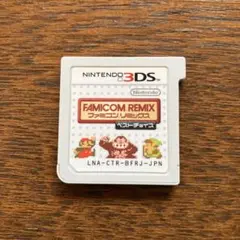 NINTENDO 3DS
Nintendo
FAMICOM REMIX
ファミコンリミックス
ベストチョイス
LNA-CTR-BFRJ-JPN